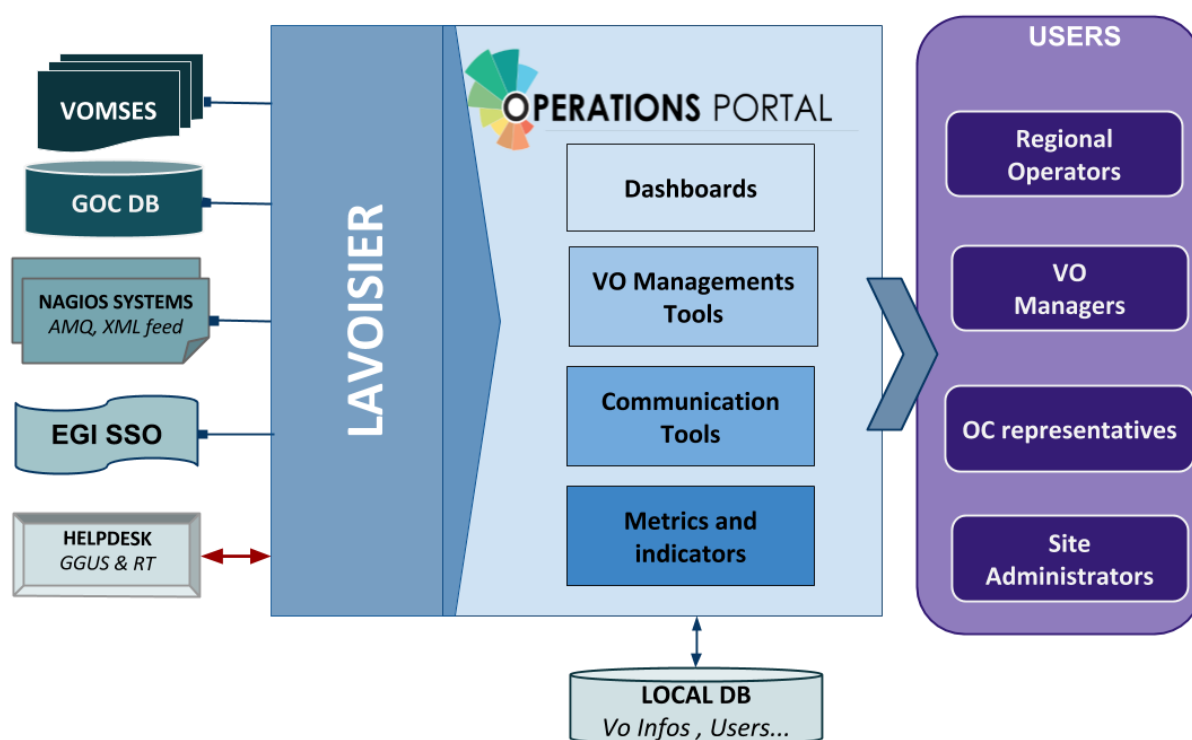 VOMSES
GOC DB
NAGIOS SYSTEMS
AMQ, XML feed
EGI SSO
HELPDESK
GGUS & RT
LAVOISIER
OPERATIONS PORTAL
Dashboards
VO Managements
Tools
Communication
Tools
Metrics and
indicators
LOCAL DB
Vo Infos , Users...
USERS
Regional
Operators
VO
Managers
OC representatives
Site
Administrators